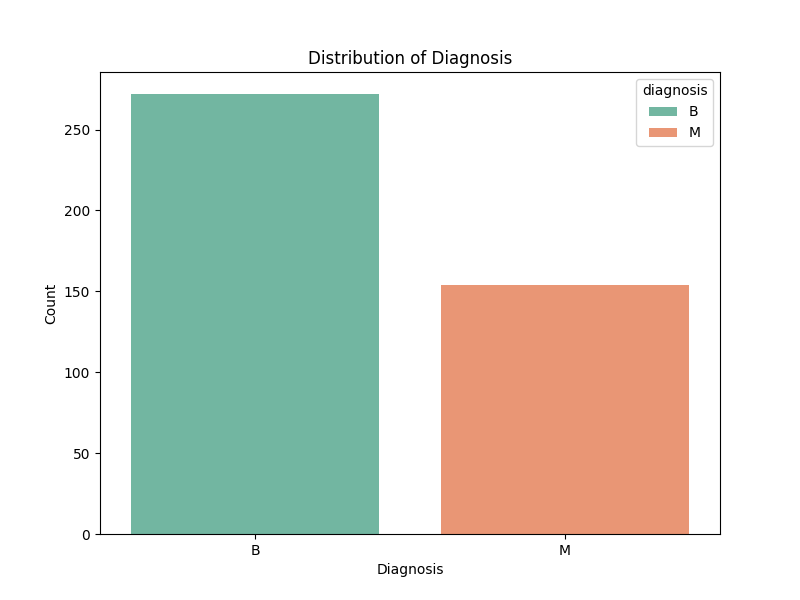 Distribution of Diagnosis
diagnosis
B
M
250
200
150
100
50
0
Count
B
M
Diagnosis